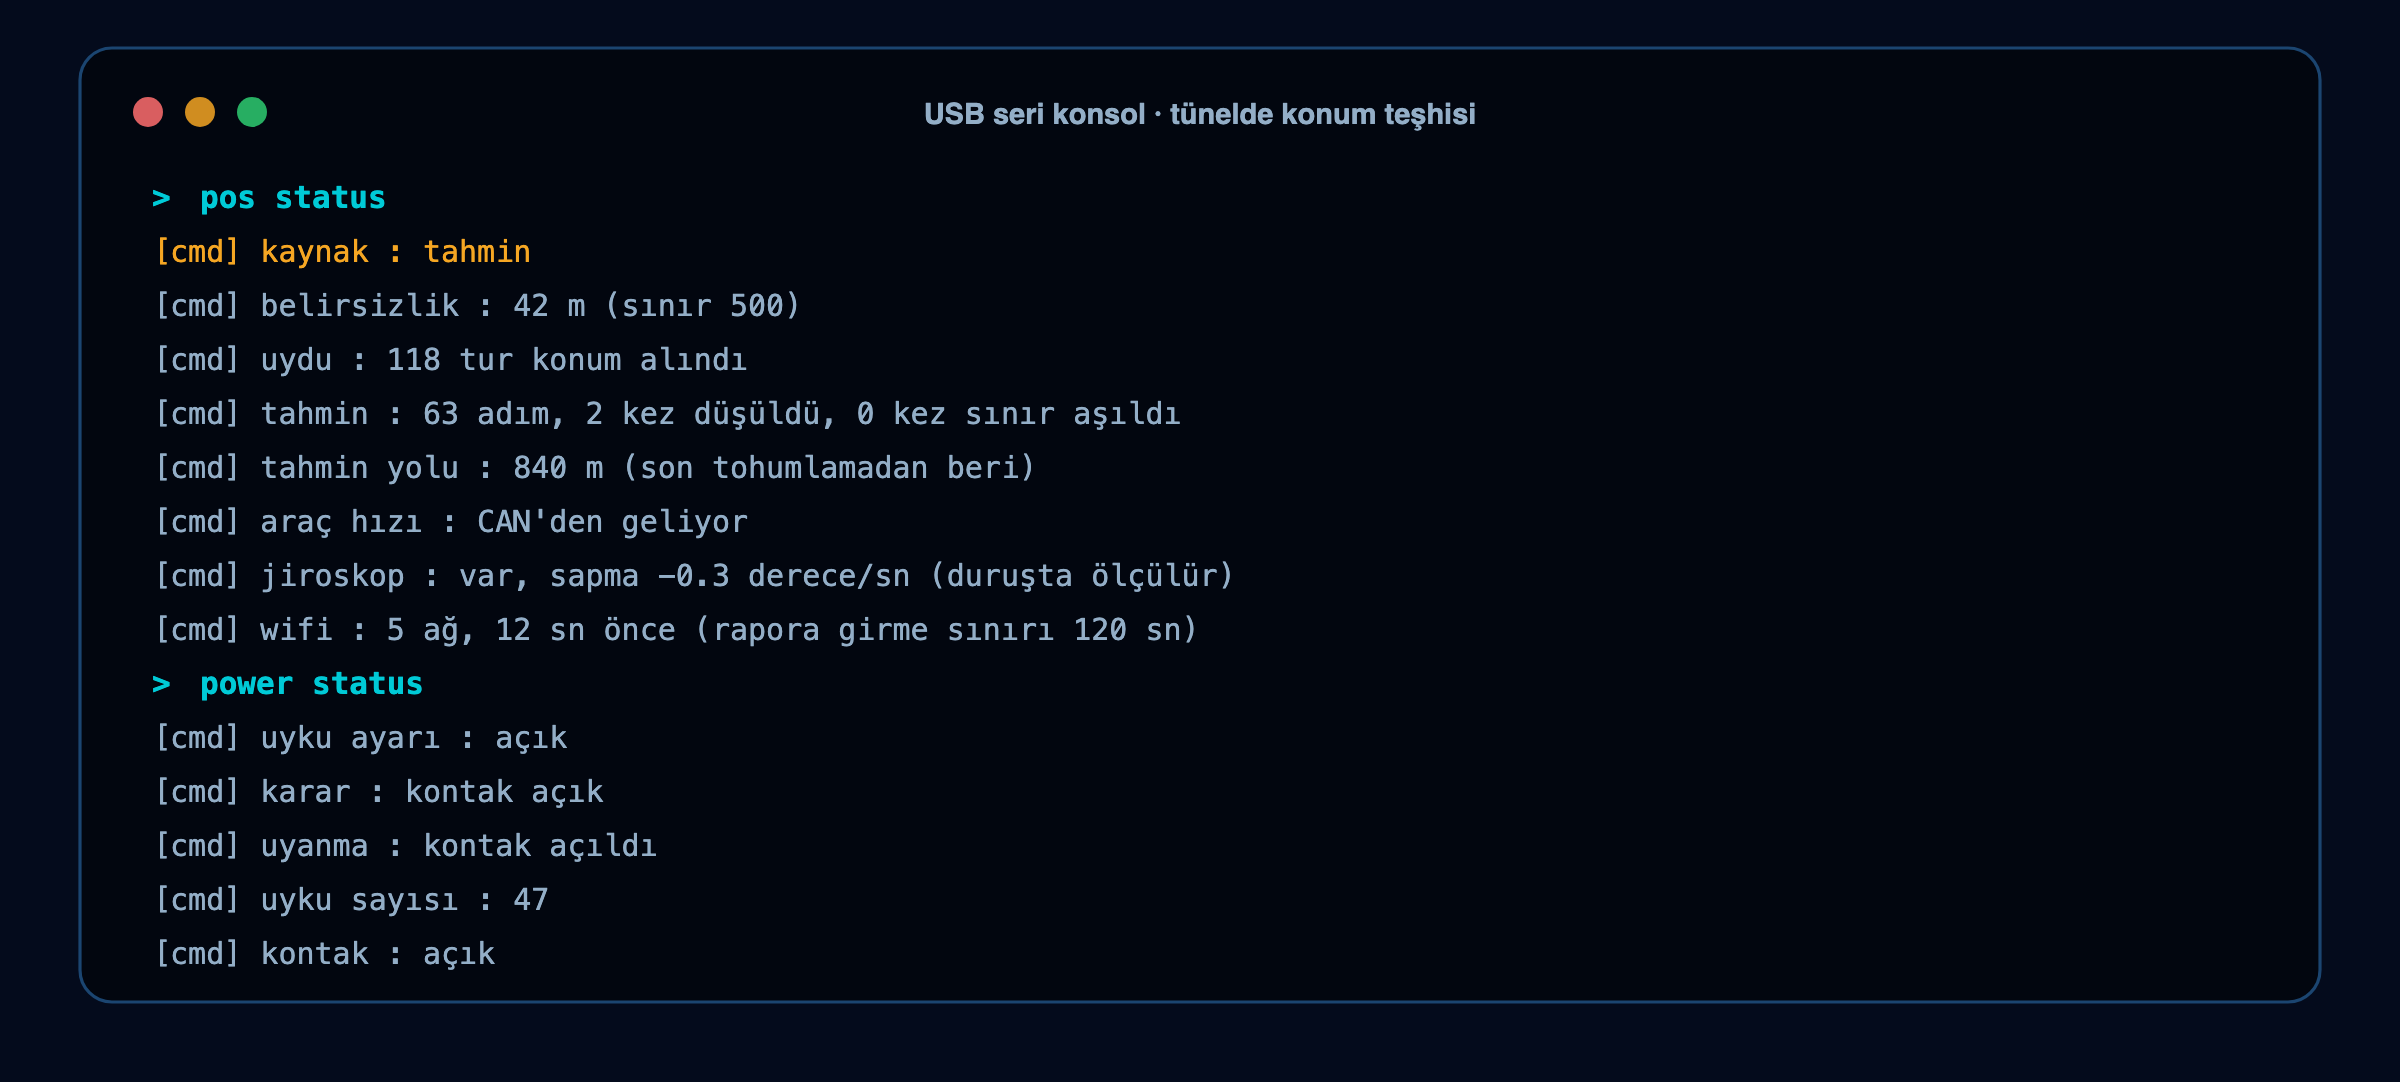 USB seri konsol · tünelde konum teşhisi
> pos status
[cmd] kaynak : tahmin
[cmd] belirsizlik : 42 m (sınır 500)
[cmd] uydu : 118 tur konum alındı
[cmd] tahmin : 63 adım, 2 kez düşüldü, 0 kez sınır aşıldı
[cmd] tahmin yolu : 840 m (son tohumlamadan beri)
[cmd] araç hızı : CAN'den geliyor
[cmd] jiroskop : var, sapma −0.3 derece/sn (duruşta ölçülür)
[cmd] wifi : 5 ağ, 12 sn önce (rapora girme sınırı 120 sn)
> power status
[cmd] uyku ayarı : açık
[cmd] karar : kontak açık
[cmd] uyanma : kontak açıldı
[cmd] uyku sayısı : 47
[cmd] kontak : açık